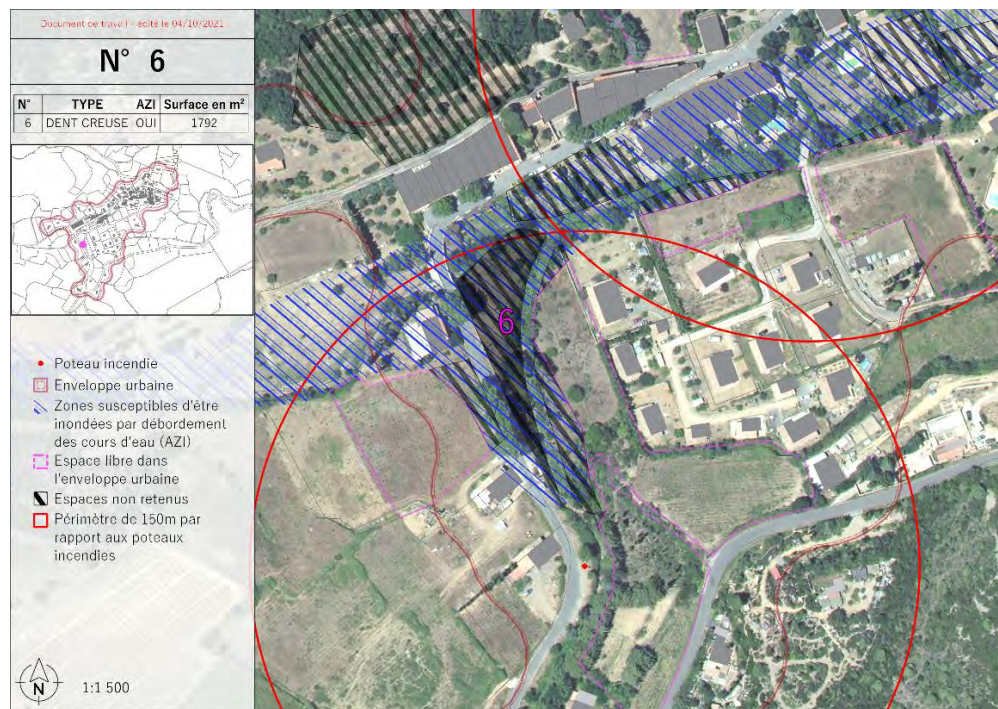 Document de travail - édité le 04/10/2021
N° 6
N° TYPE AZI Surface en m²
6 DENT CREUSE OUI 1792
Poteau incendie
Enveloppe urbaine
Zones susceptibles d'être
inondées par débordement
des cours d'eau (AZI)
Espace libre dans
l'enveloppe urbaine
Espaces non retenus
Périmètre de 150m par
rapport aux poteaux
incendies
N
1:1 500
6